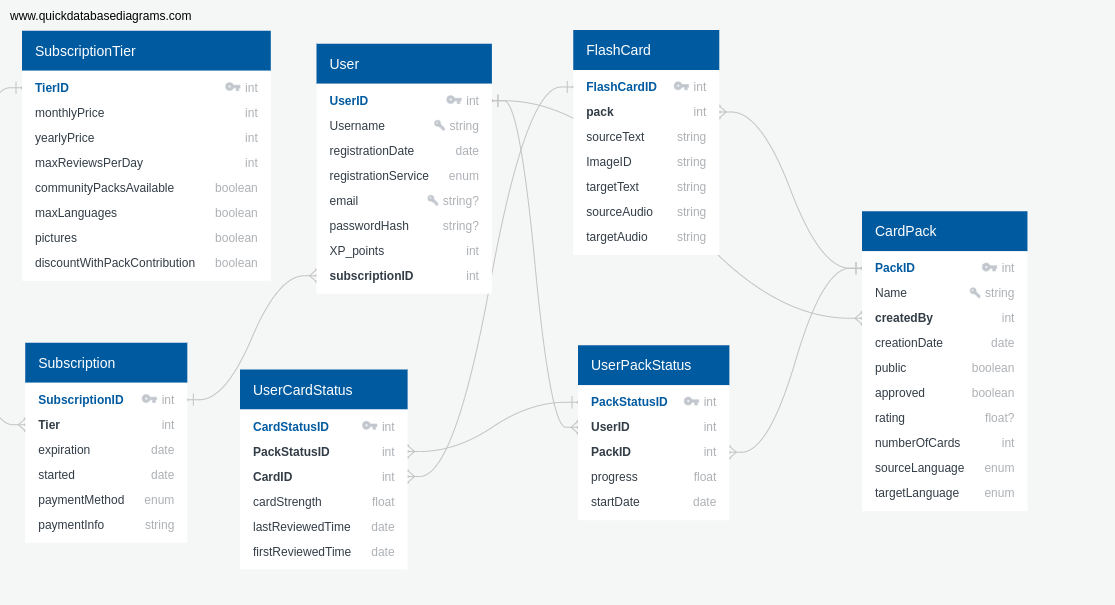 www.quickdatabasediagrams.com
SubscriptionTier
TierID int
monthlyPrice int
yearlyPrice int
maxReviewsPerDay int
communityPacksAvailable boolean
maxLanguages boolean
pictures boolean
discountWithPackContribution boolean
User
UserID int
Username string
registrationDate date
registrationService enum
email string?
passwordHash string?
XP_points int
subscriptionID int
FlashCard
FlashCardID int
pack int
sourceText string
ImageID string
targetText string
sourceAudio string
targetAudio string
CardPack
PackID int
Name string
createdBy int
creationDate date
public boolean
approved boolean
rating float?
numberOfCards int
sourceLanguage enum
targetLanguage enum
Subscription
SubscriptionID int
Tier int
expiration date
started date
paymentMethod enum
paymentInfo string
UserCardStatus
CardStatusID int
PackStatusID int
CardID int
cardStrength float
lastReviewedTime date
firstReviewedTime date
UserPackStatus
PackStatusID int
UserID int
PackID int
progress float
startDate date